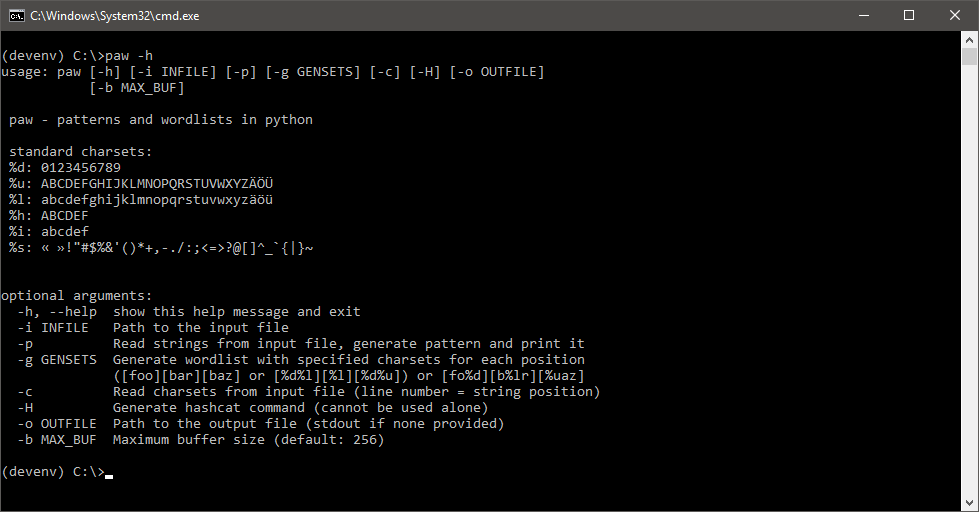 C:\Windows\System32\cmd.exe
(devenv) C:\>paw -h
usage: paw [-h] [-i INFILE] [-p] [-g GENSETS] [-c] [-H] [-o OUTFILE]
           [-b MAX_BUF]
 paw - patterns and wordlists in python
 standard charsets:
 %d: 0123456789
 %u: ABCDEFGHIJKLMNOPQRSTUVWXYZÄÖÜ
 %l: abcdefghijklmnopqrstuvwxyzäöü
 %h: ABCDEF
 %i: abcdef
 %s: « »!"#$%&'()*+,-./:;<=>?@[]^_`{|}~
optional arguments:
  -h, --help  show this help message and exit
  -i INFILE   Path to the input file
  -p          Read strings from input file, generate pattern and print it
  -g GENSETS  Generate wordlist with specified charsets for each position
              ([foo][bar][baz] or [%d%l][%l][%d%u]) or [fo%d][b%lr][%uaz]
  -c          Read charsets from input file (line number = string position)
  -H          Generate hashcat command (cannot be used alone)
  -o OUTFILE  Path to the output file (stdout if none provided)
  -b MAX_BUF  Maximum buffer size (default: 256)
(devenv) C:\>